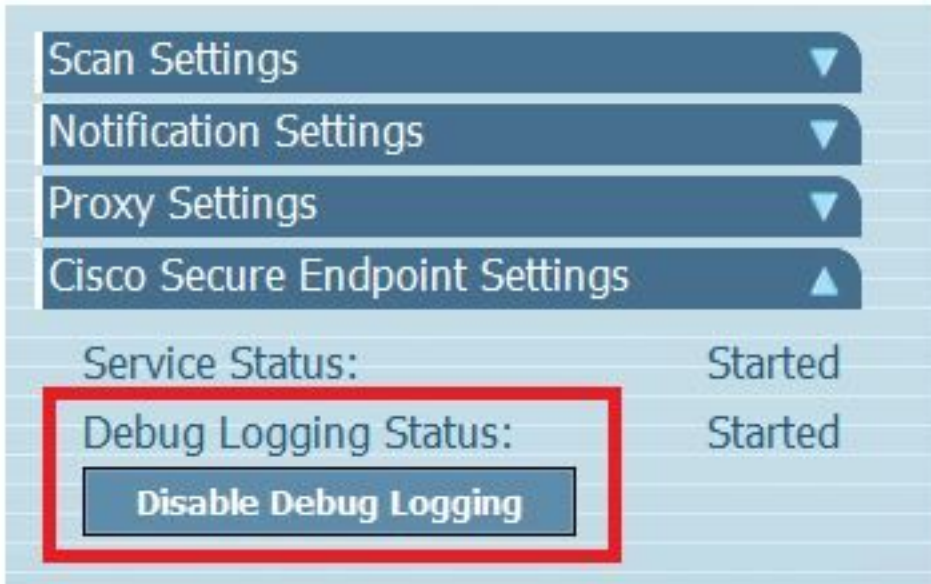 Scan Settings
Notification Settings
Proxy Settings
Cisco Secure Endpoint Settings
Service Status: Started
Debug Logging Status: Started
Disable Debug Logging